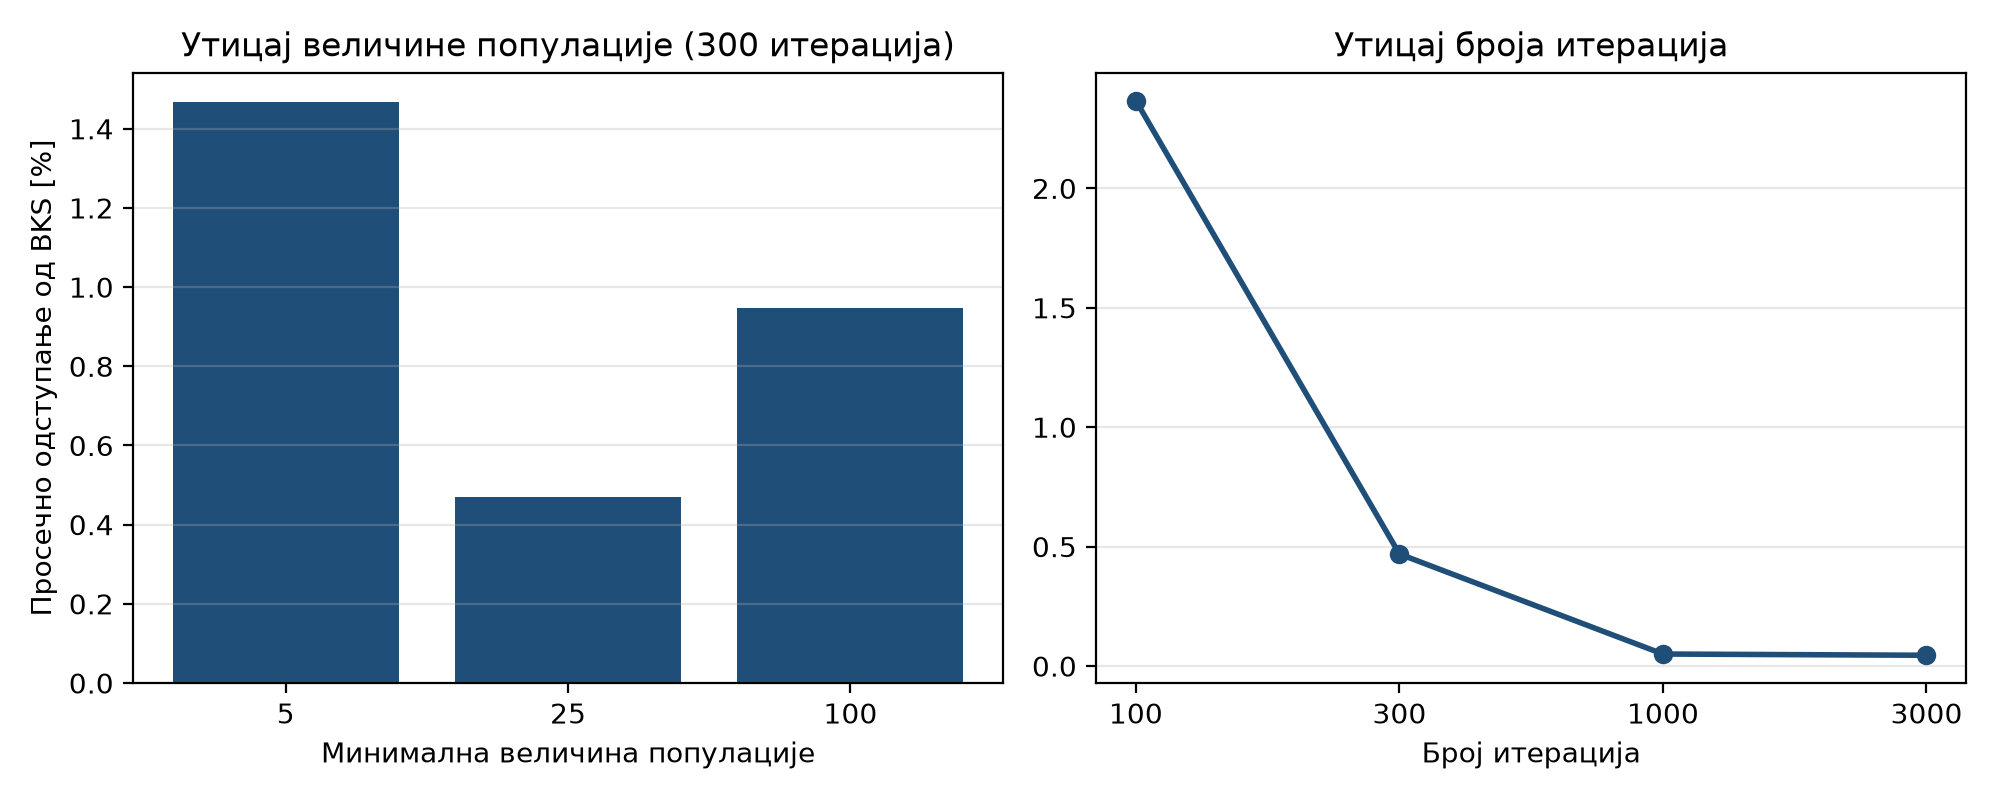 Утицај величине популације (300 итерација)
Просечно одступање од BKS [%]
1.4
1.2
1.0
0.8
0.6
0.4
0.2
0.0
5 25 100
Минимална величина популације
Утицај броја итерација
2.0
1.5
1.0
0.5
0.0
100 300 1000 3000
Број итерација